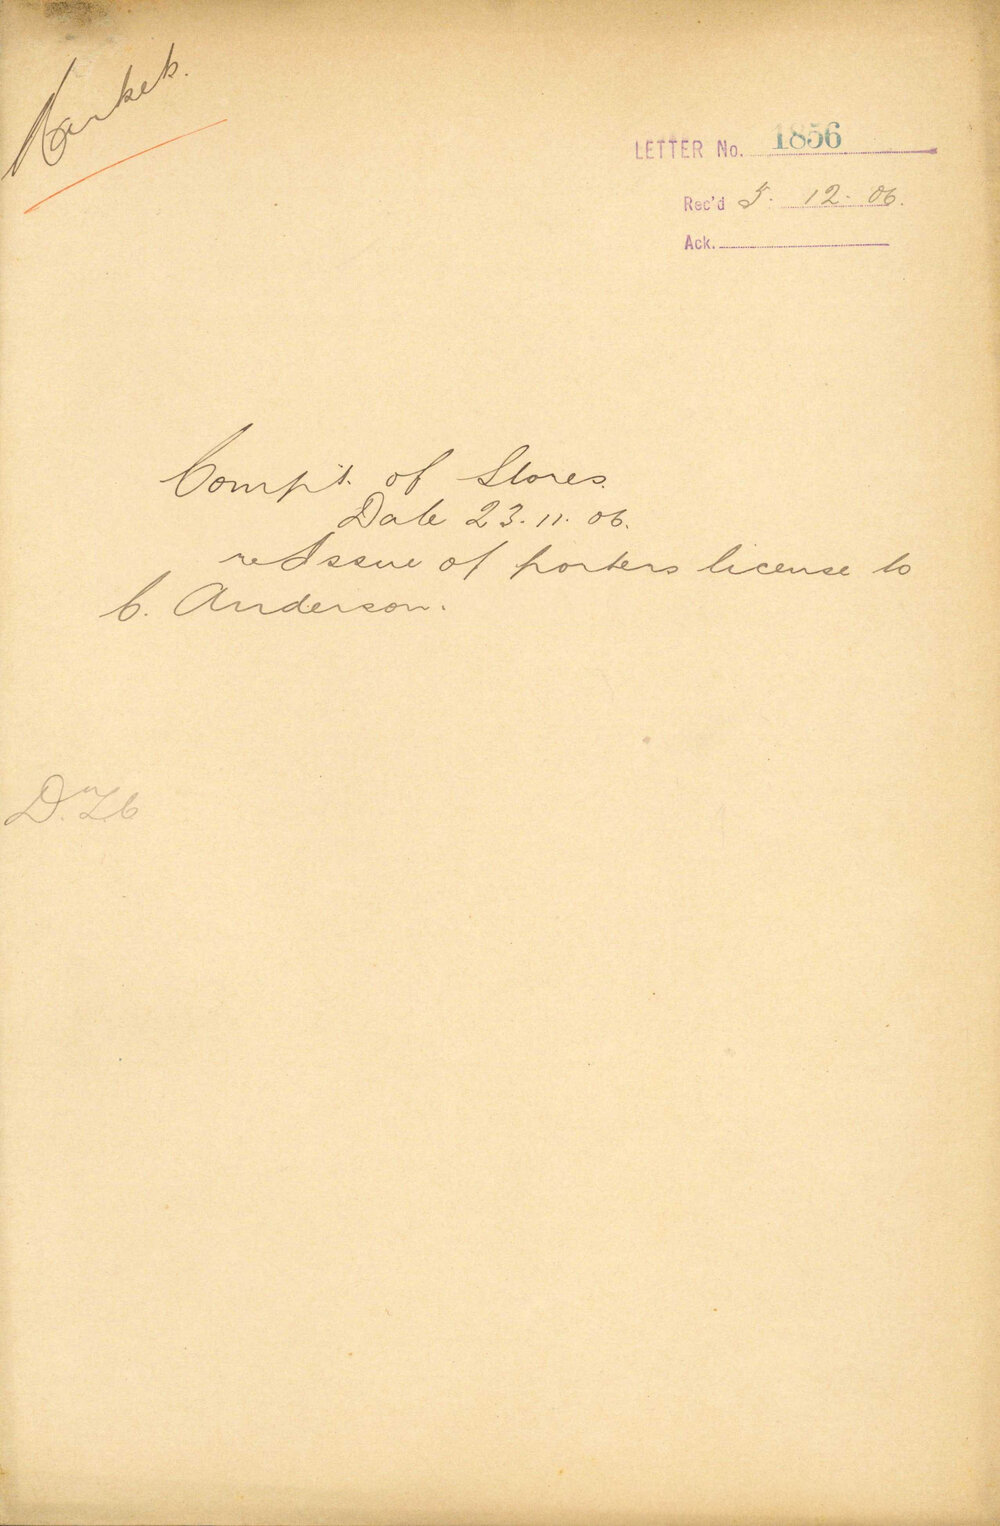 Market.
LETTER No. 1856
Rec'd 5. 12. 06.
Ack.
Compt. of Stores.
Date 23. 11. 06.
re Issue of porters license to
C. Anderson.